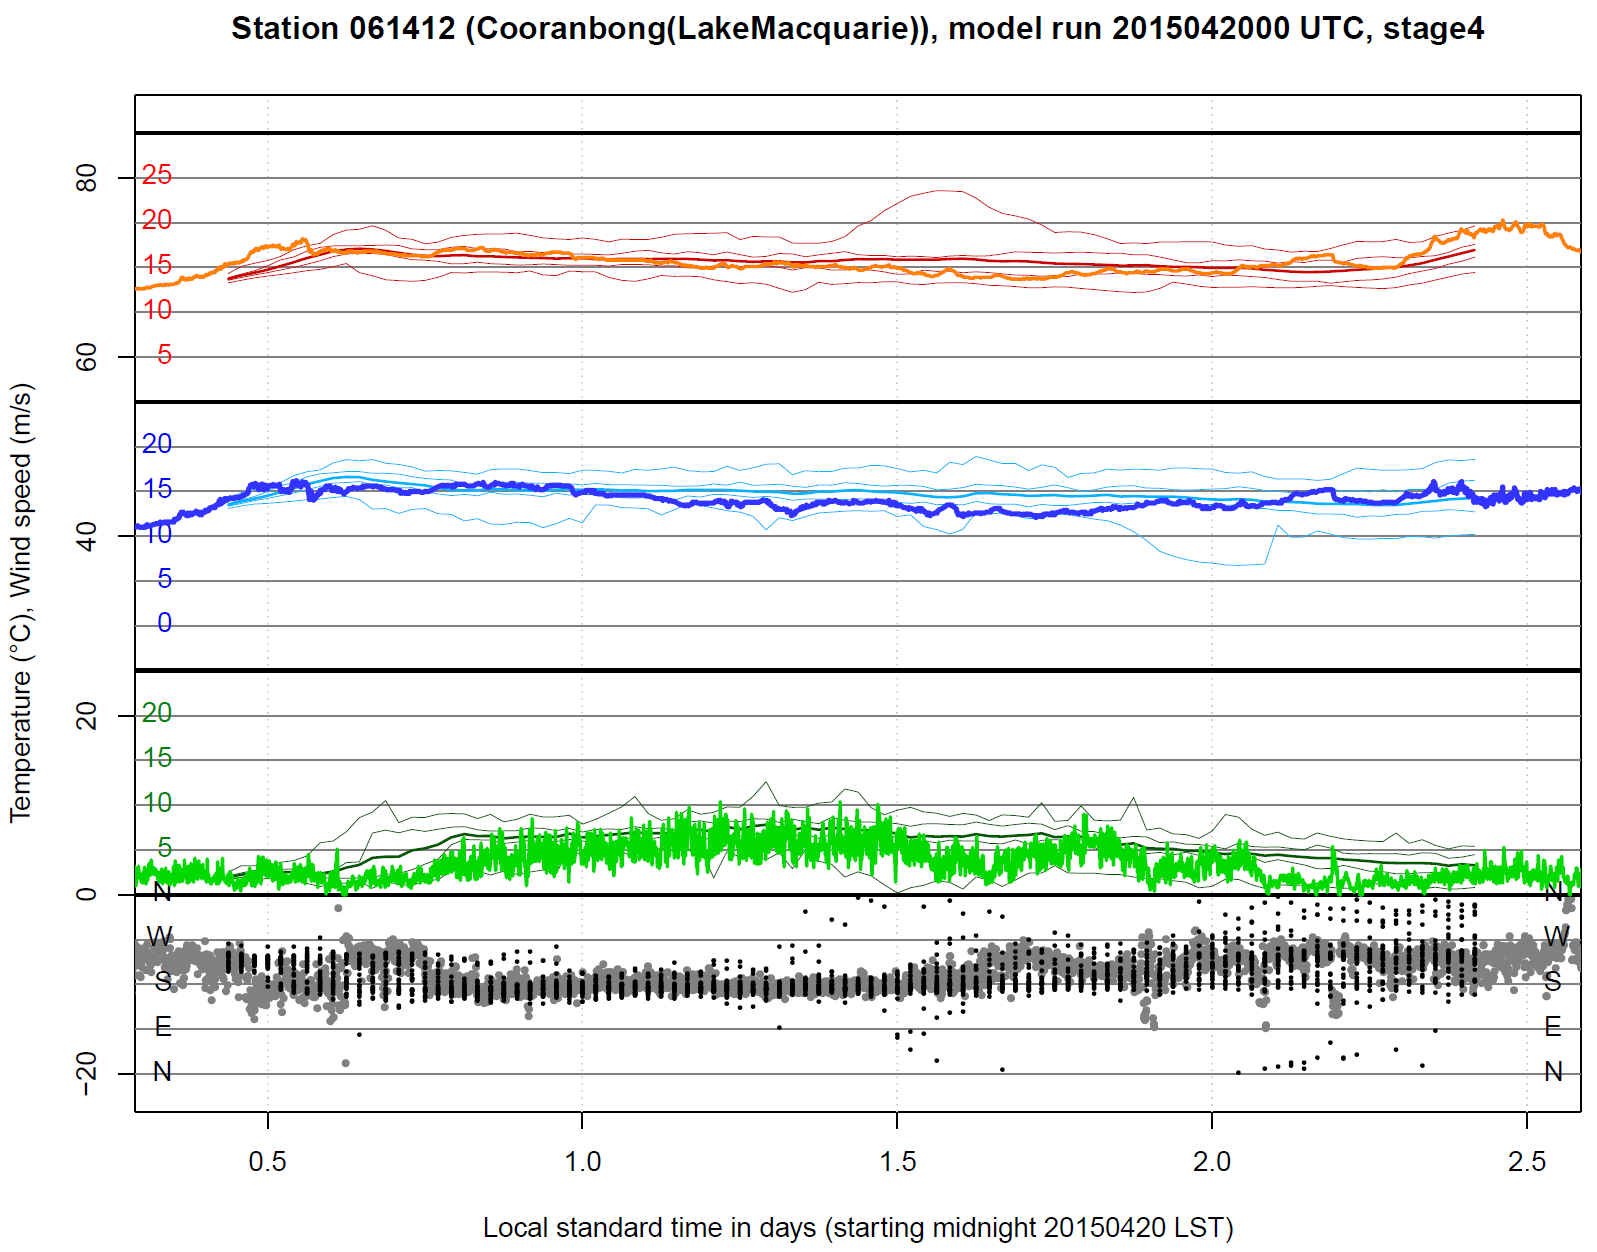 Station 061412 (Cooranbong(LakeMacquarie)), model run 2015042000 UTC, stage4
Temperature (°C), Wind speed (m/s)
80
60
40
20
0
−20
25
20
15
10
5
20
15
10
5
0
20
15
10
5
N
W
S
E
N
N
W
S
E
N
0.5 1.0 1.5 2.0 2.5
Local standard time in days (starting midnight 20150420 LST)